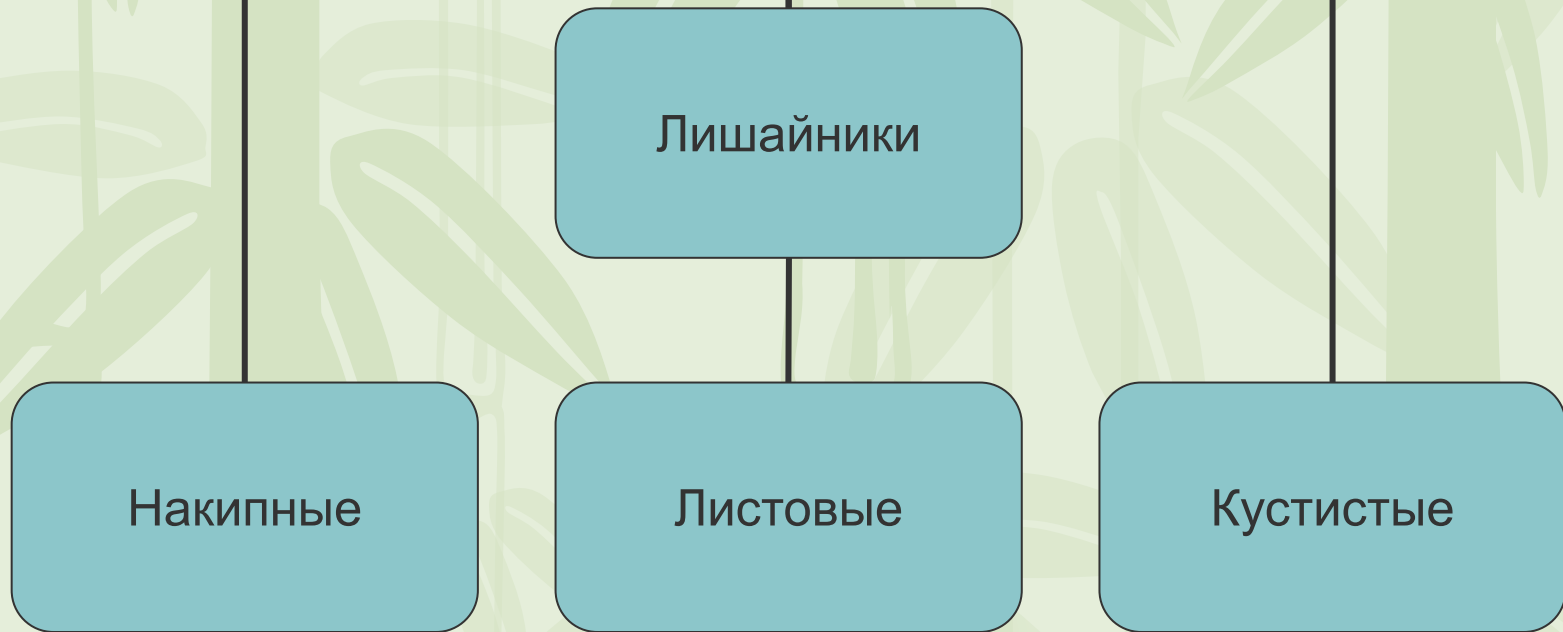 Лишайники
Накипные
Листовые
Кустистые